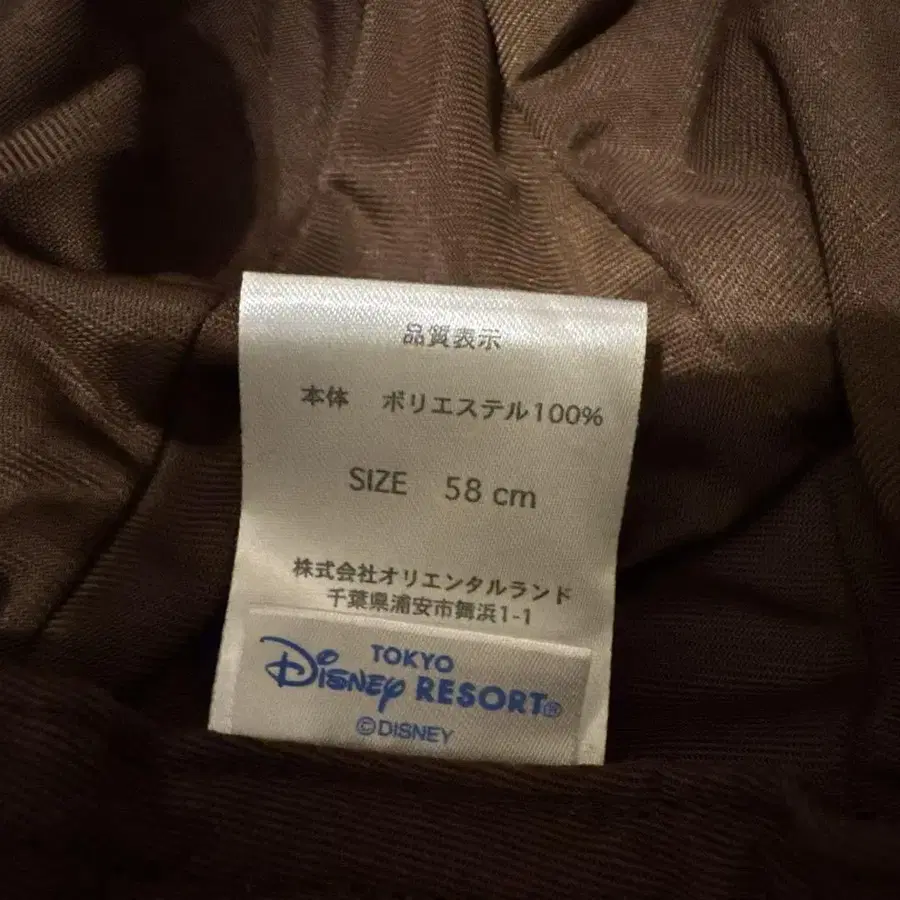 品質表示
本体 ポリエステル100%
SIZE 58 cm
株式会社オリエンタルランド
千葉県浦安市舞浜1-1
TOKYO
Disney RESORT®
©DISNEY